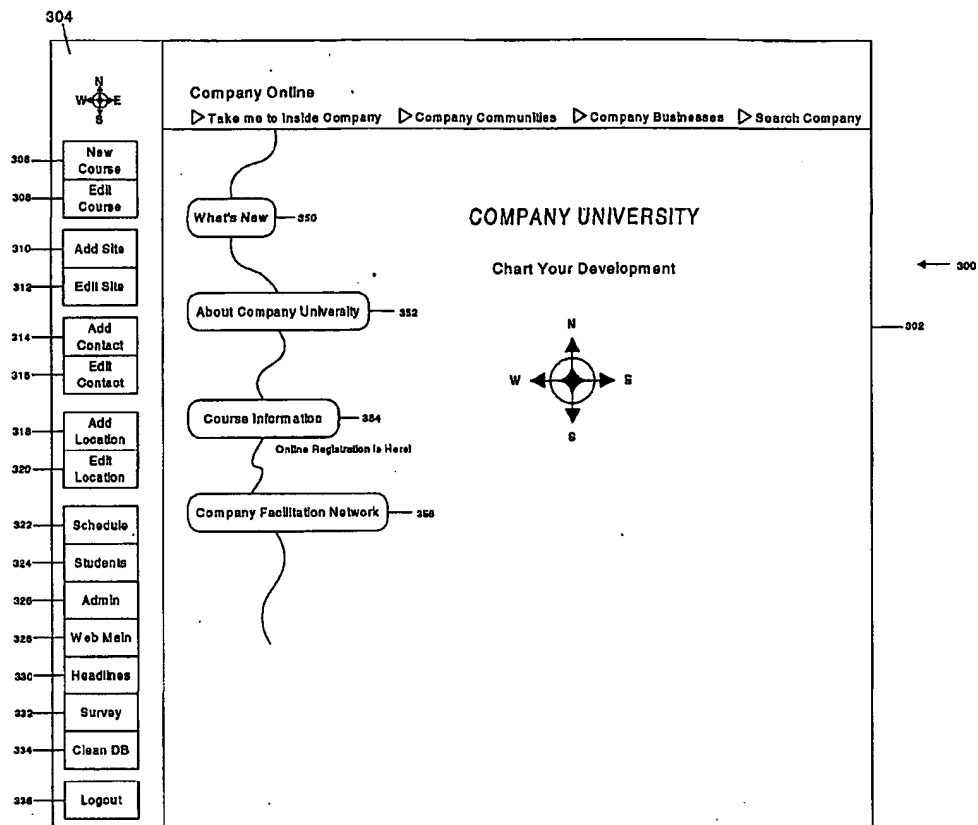 304
N
W E
S
Company Online
Take me to Inside Company Company Communities Company Businesses Search Company
306 New Course
308 Edit Course
310 Add Site
312 Edit Site
314 Add Contact
316 Edit Contact
318 Add Location
320 Edit Location
322 Schedule
324 Students
326 Admin
328 Web Main
330 Headlines
332 Survey
334 Clean DB
336 Logout
What's New 350
About Company University 352
Course Information 354
Online Registration is Here!
Company Facilitation Network 356
COMPANY UNIVERSITY
Chart Your Development
N
W E
S
300
302